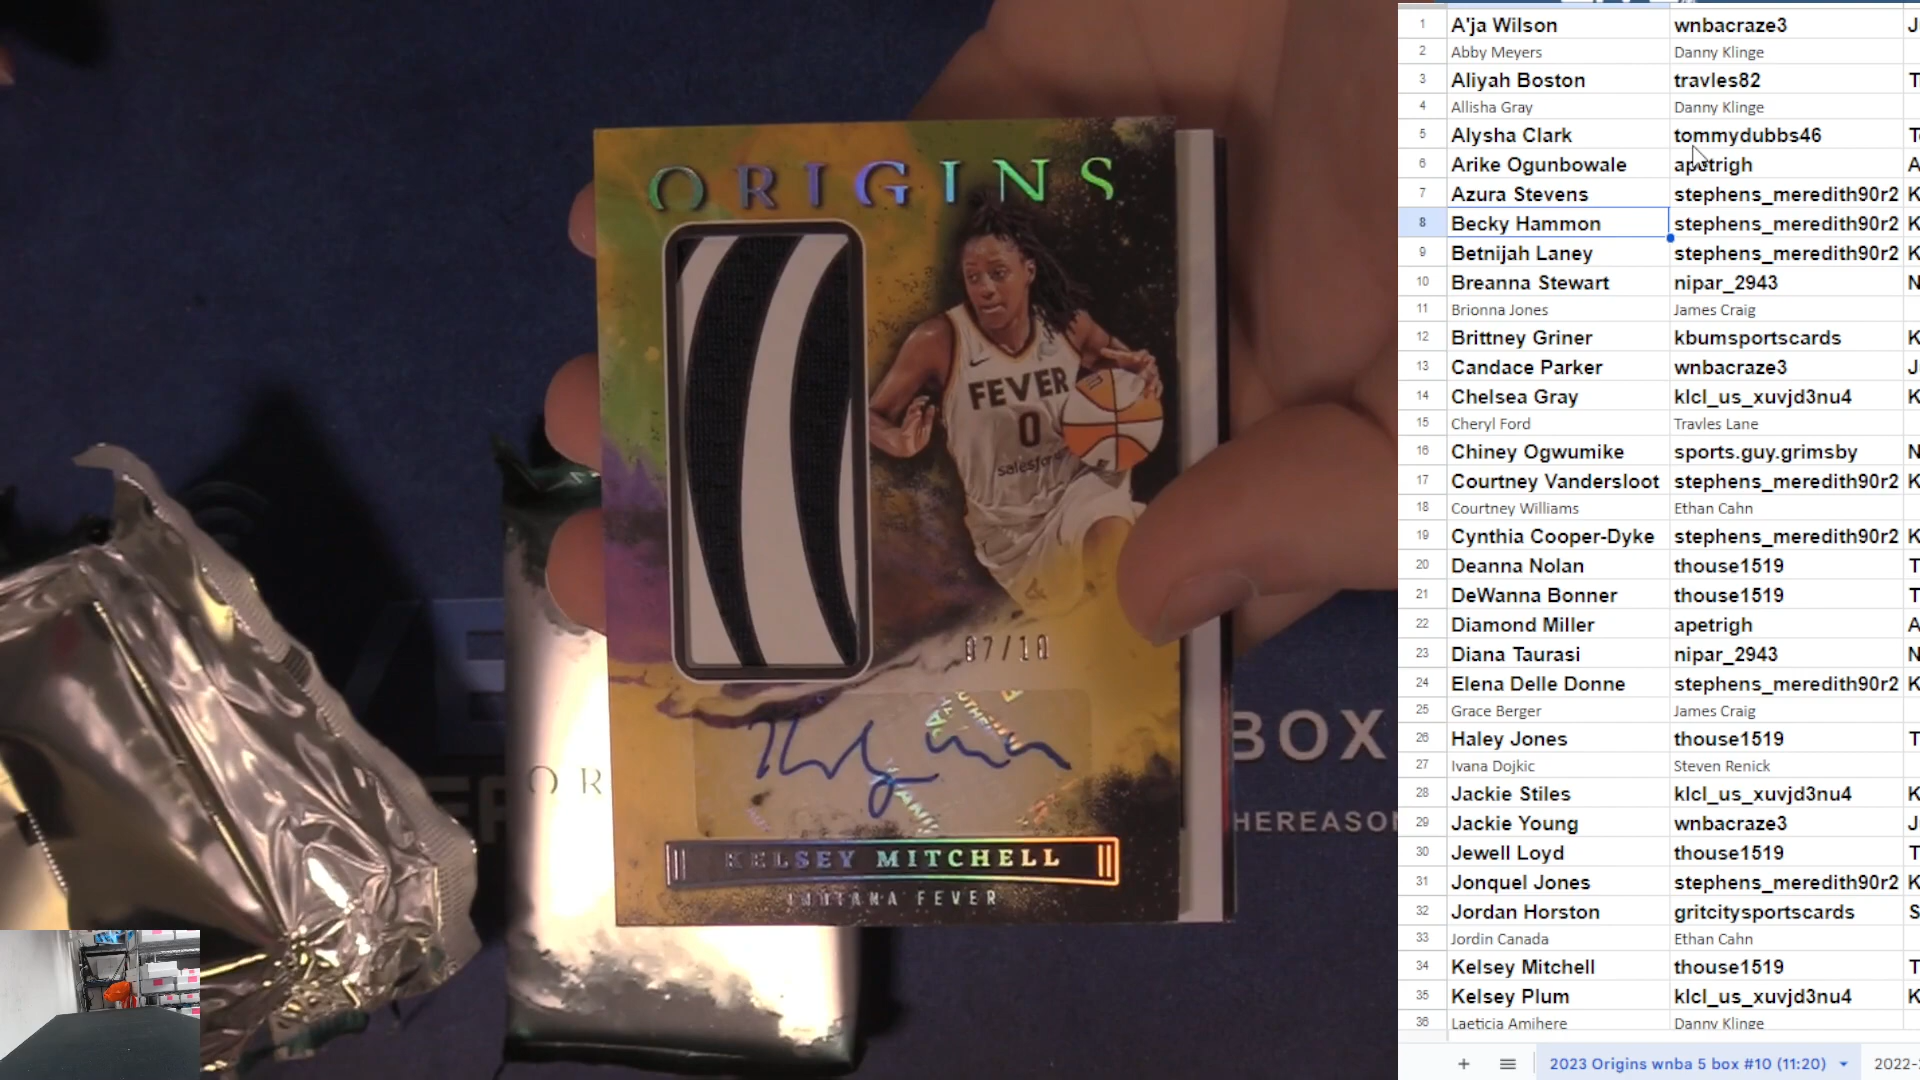 ORIGINS
FEVER
0
salesforce
07/10
KELSEY MITCHELL
INDIANA FEVER
OR
BOX
HEREASON
1 A'ja Wilson wnbacraze3 J
2 Abby Meyers Danny Klinge
3 Aliyah Boston travles82 T
4 Allisha Gray Danny Klinge
5 Alysha Clark tommydubbs46 T
6 Arike Ogunbowale apetrigh A
7 Azura Stevens stephens_meredith90r2 K
8 Becky Hammon stephens_meredith90r2 K
9 Betnijah Laney stephens_meredith90r2 K
10 Breanna Stewart nipar_2943 N
11 Brionna Jones James Craig
12 Brittney Griner kbumsportscards K
13 Candace Parker wnbacraze3 J
14 Chelsea Gray klcl_us_xuvjd3nu4 K
15 Cheryl Ford Travles Lane
16 Chiney Ogwumike sports.guy.grimsby N
17 Courtney Vandersloot stephens_meredith90r2 K
18 Courtney Williams Ethan Cahn
19 Cynthia Cooper-Dyke stephens_meredith90r2 K
20 Deanna Nolan thouse1519 T
21 DeWanna Bonner thouse1519 T
22 Diamond Miller apetrigh A
23 Diana Taurasi nipar_2943 N
24 Elena Delle Donne stephens_meredith90r2 K
25 Grace Berger James Craig
26 Haley Jones thouse1519 T
27 Ivana Dojkic Steven Renick
28 Jackie Stiles klcl_us_xuvjd3nu4 K
29 Jackie Young wnbacraze3 J
30 Jewell Loyd thouse1519 T
31 Jonquel Jones stephens_meredith90r2 K
32 Jordan Horston gritcitysportscards S
33 Jordin Canada Ethan Cahn
34 Kelsey Mitchell thouse1519 T
35 Kelsey Plum klcl_us_xuvjd3nu4 K
36 Laeticia Amihere Danny Klinge
2023 Origins wnba 5 box #10 (11:20) 2022-